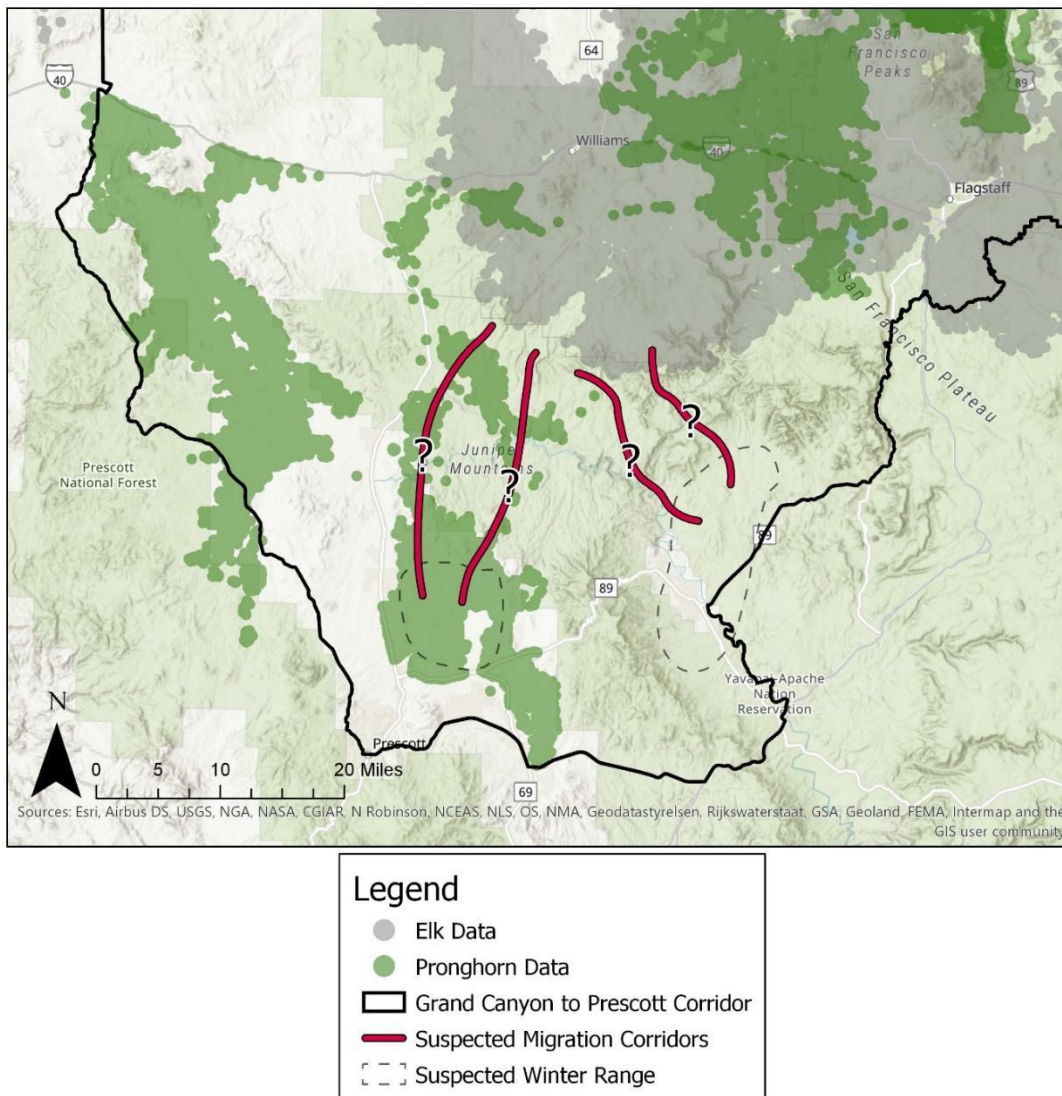 64
San
Francisco
Peaks
40
89
Williams
40
Flagstaff
San Francisco Plateau
?
?
Juniper
Mountains
?
?
Prescott
National Forest
89
89
Yavapai-Apache
Nation
Reservation
N
Prescott
0 5 10 20 Miles
69
Sources: Esri, Airbus DS, USGS, NGA, NASA, CGIAR, N Robinson, NCEAS, NLS, OS, NMA, Geodatastyrelsen, Rijkswaterstaat, GSA, Geoland, FEMA, Intermap and the
GIS user community
Legend
Elk Data
Pronghorn Data
Grand Canyon to Prescott Corridor
Suspected Migration Corridors
Suspected Winter Range